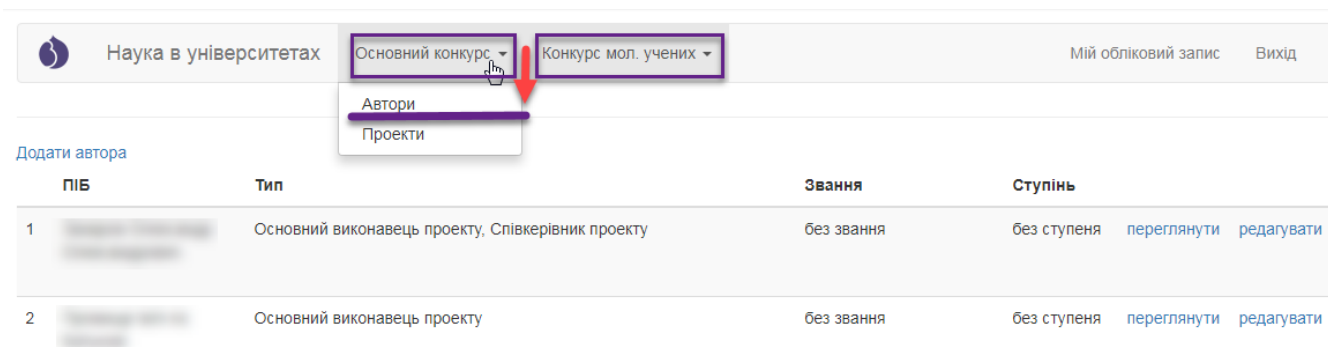 Наука в університетах Основний конкурс Конкурс мол. учених Мій обліковий запис Вихід
Автори
Проекти
Додати автора
ПІБ Тип Звання Ступінь
1 Основний виконавець проекту, Співкерівник проекту без звання без ступеня переглянути редагувати
2 Основний виконавець проекту без звання без ступеня переглянути редагувати